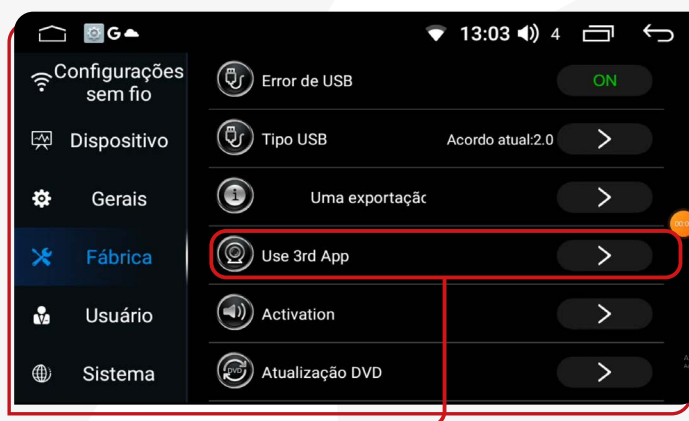 G
13:03 4
Configurações
sem fio
Dispositivo
Gerais
Fábrica
Usuário
Sistema
Error de USB
ON
Tipo USB
Acordo atual:2.0
Uma exportaçãc
Use 3rd App
Activation
DVD
Atualização DVD